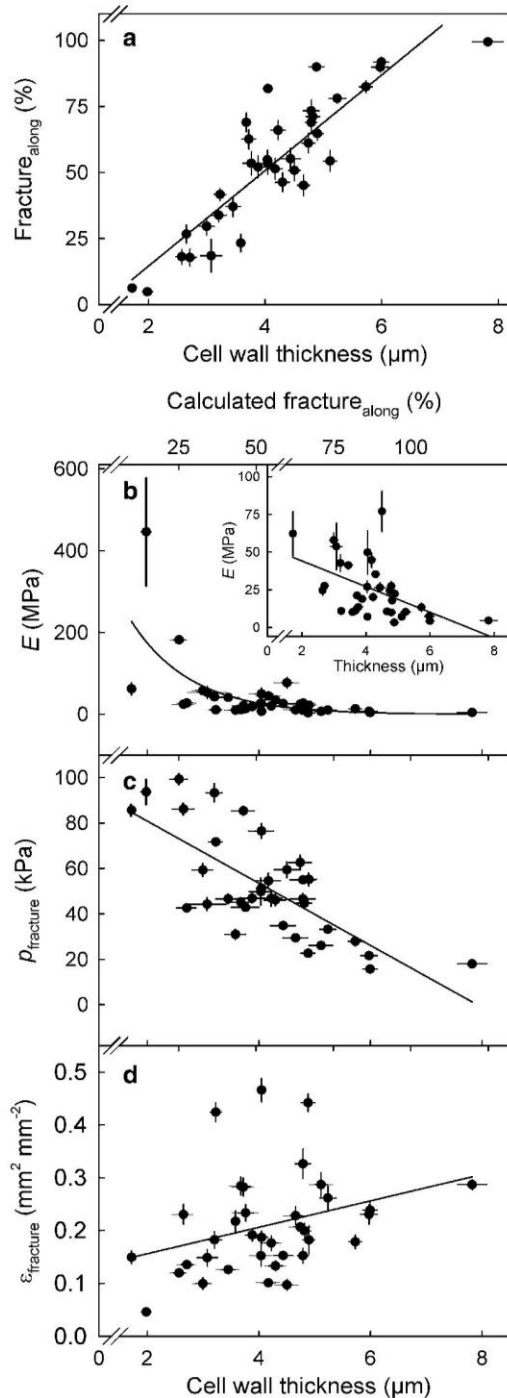 a
100
75
50
25
0
Fracture_along (%)
0 2 4 6 8
Cell wall thickness (µm)
Calculated fracture_along (%)
0 25 50 75 100
b
600
400
200
0
E (MPa)
100
75
50
25
0
E (MPa)
0 2 4 6 8
Thickness (µm)
c
100
80
60
40
20
0
p_fracture (kPa)
d
0.5
0.4
0.3
0.2
0.1
0.0
ε_fracture (mm² mm⁻²)
0 2 4 6 8
Cell wall thickness (µm)